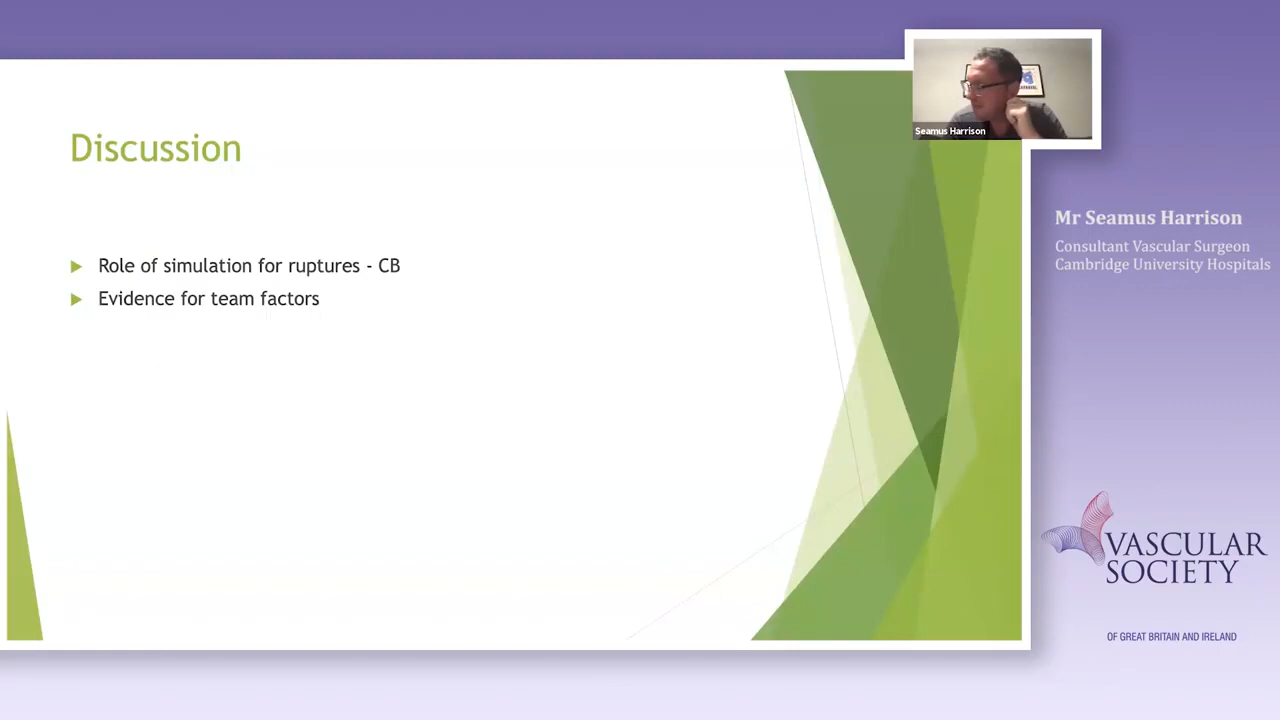 Discussion
Role of simulation for ruptures - CB
Evidence for team factors
Seamus Harrison
Mr Seamus Harrison
Consultant Vascular Surgeon
Cambridge University Hospitals
VASCULAR
SOCIETY
OF GREAT BRITAIN AND IRELAND